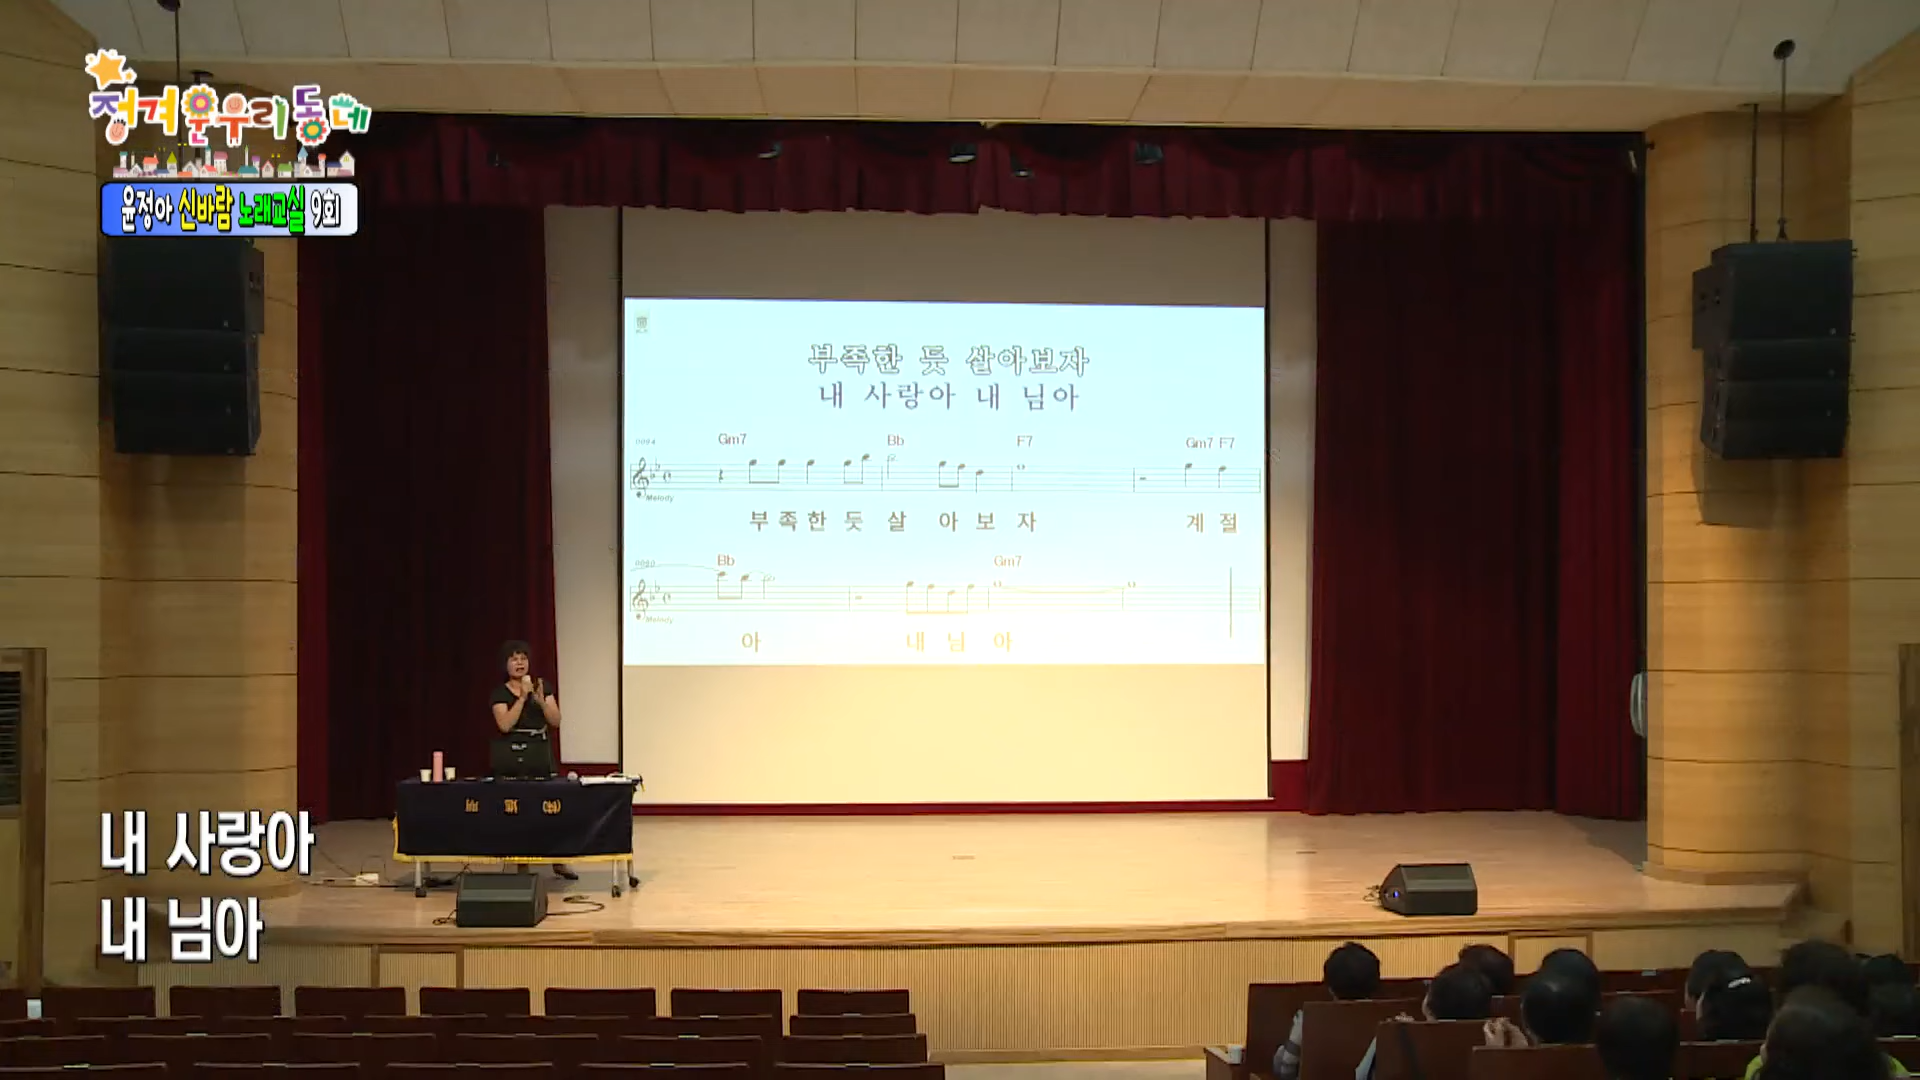 정겨운우리동네
윤정아 신바람 노래교실 9회
부족한 듯 살아보자
내 사랑아 내 님아
Gm7 Bb F7 Gm7 F7
Melody
부 족 한 듯 살 아 보 자 계 절
Bb Gm7
Melody
아 내 님 아
내 사랑아
내 님아